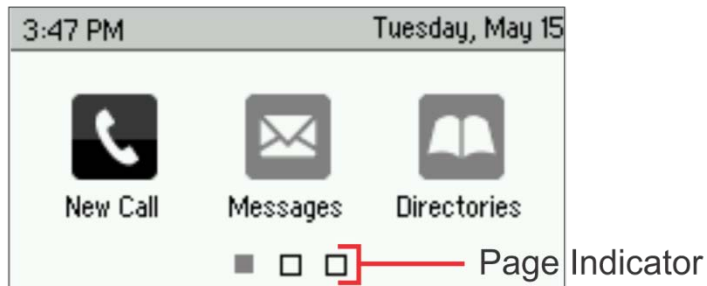 3:47 PM Tuesday, May 15
New Call Messages Directories
Page Indicator